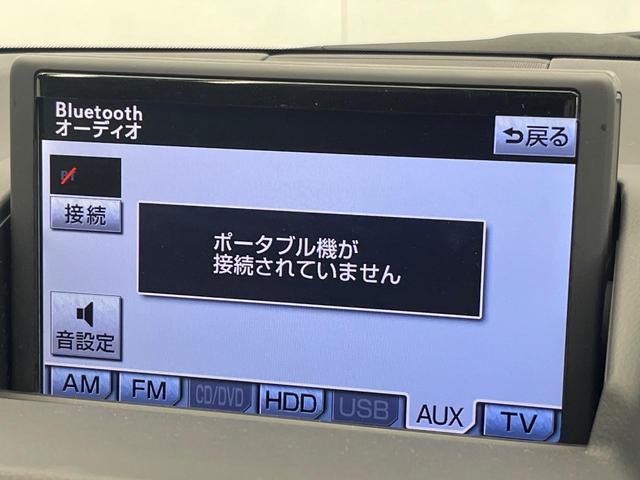 Bluetooth
オーディオ
戻る
BT
接続
ポータブル機が
接続されていません
音設定
AM
FM
CD/DVD
HDD
USB
AUX
TV